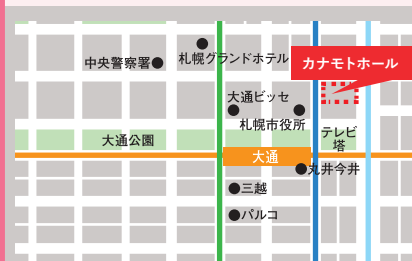 札幌グランドホテル
中央警察署
カナモトホール
大通ビッセ
札幌市役所
テレビ
塔
大通公園
大通
丸井今井
三越
パルコ